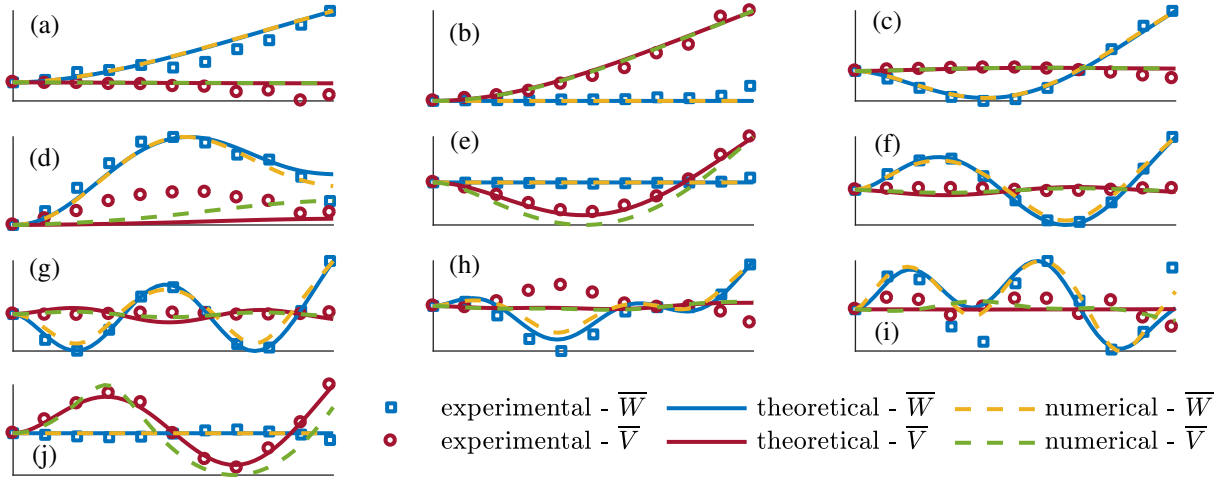 (a)
(b)
(c)
(d)
(e)
(f)
(g)
(h)
(i)
(j)
experimental - W̅ theoretical - W̅ numerical - W̅
experimental - V̅ theoretical - V̅ numerical - V̅